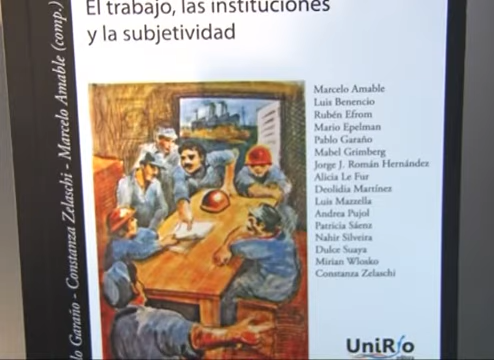 El trabajo, las instituciones
y la subjetividad
Garaño - Constanza Zelaschi - Marcelo Amable (comp.)
Marcelo Amable
Luis Benencio
Rubén Efrom
Mario Epelman
Pablo Garaño
Mabel Grimberg
Jorge J. Román Hernández
Alicia Le Fur
Deolidia Martínez
Luis Mazzella
Andrea Pujol
Patricia Sáenz
Nahir Silveira
Dulce Suaya
Mirian Wlosko
Constanza Zelaschi
UniRío